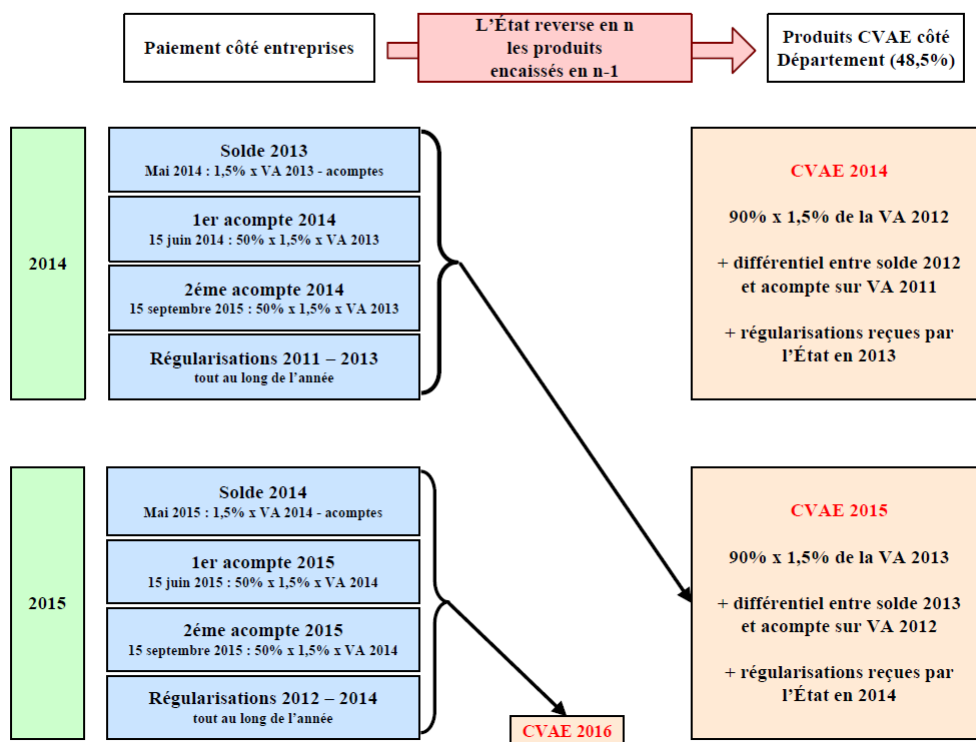 Paiement côté entreprises
L'État reverse en n
les produits
encaissés en n-1
Produits CVAE côté
Département (48,5%)
2014
Solde 2013
Mai 2014 : 1,5% x VA 2013 - acomptes
1er acompte 2014
15 juin 2014 : 50% x 1,5% x VA 2013
2éme acompte 2014
15 septembre 2015 : 50% x 1,5% x VA 2013
Régularisations 2011 – 2013
tout au long de l'année
CVAE 2014
90% x 1,5% de la VA 2012
+ différentiel entre solde 2012
et acompte sur VA 2011
+ régularisations reçues par
l'État en 2013
2015
Solde 2014
Mai 2015 : 1,5% x VA 2014 - acomptes
1er acompte 2015
15 juin 2015 : 50% x 1,5% x VA 2014
2éme acompte 2015
15 septembre 2015 : 50% x 1,5% x VA 2014
Régularisations 2012 – 2014
tout au long de l'année
CVAE 2016
CVAE 2015
90% x 1,5% de la VA 2013
+ différentiel entre solde 2013
et acompte sur VA 2012
+ régularisations reçues par
l'État en 2014